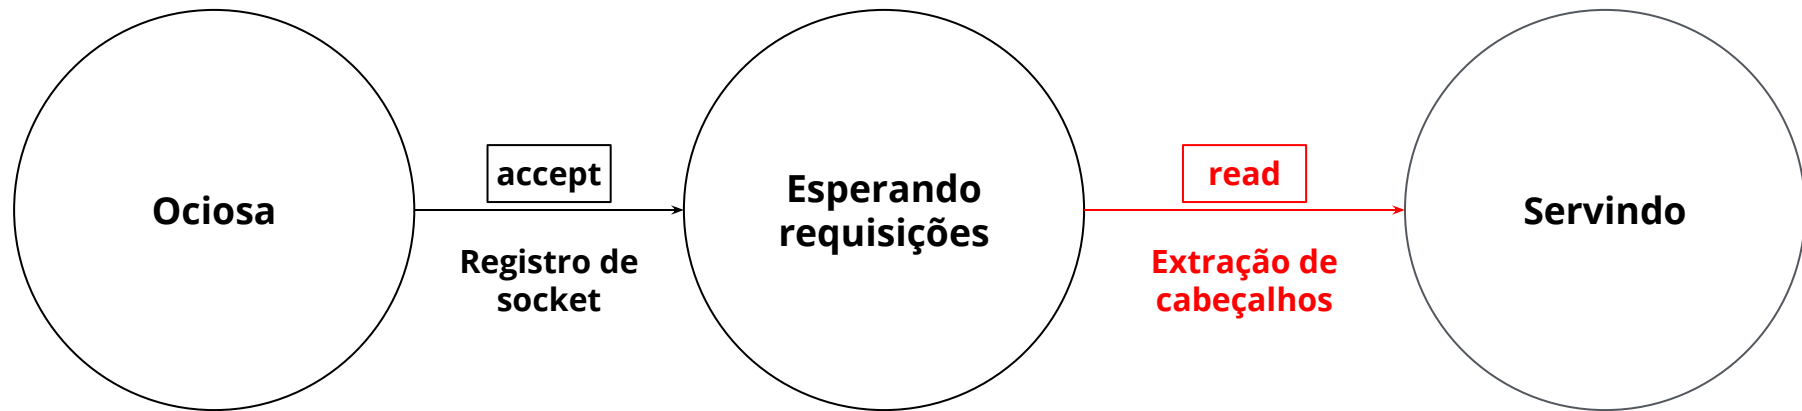 Ociosa
accept
Registro de
socket
Esperando
requisições
read
Extração de
cabeçalhos
Servindo